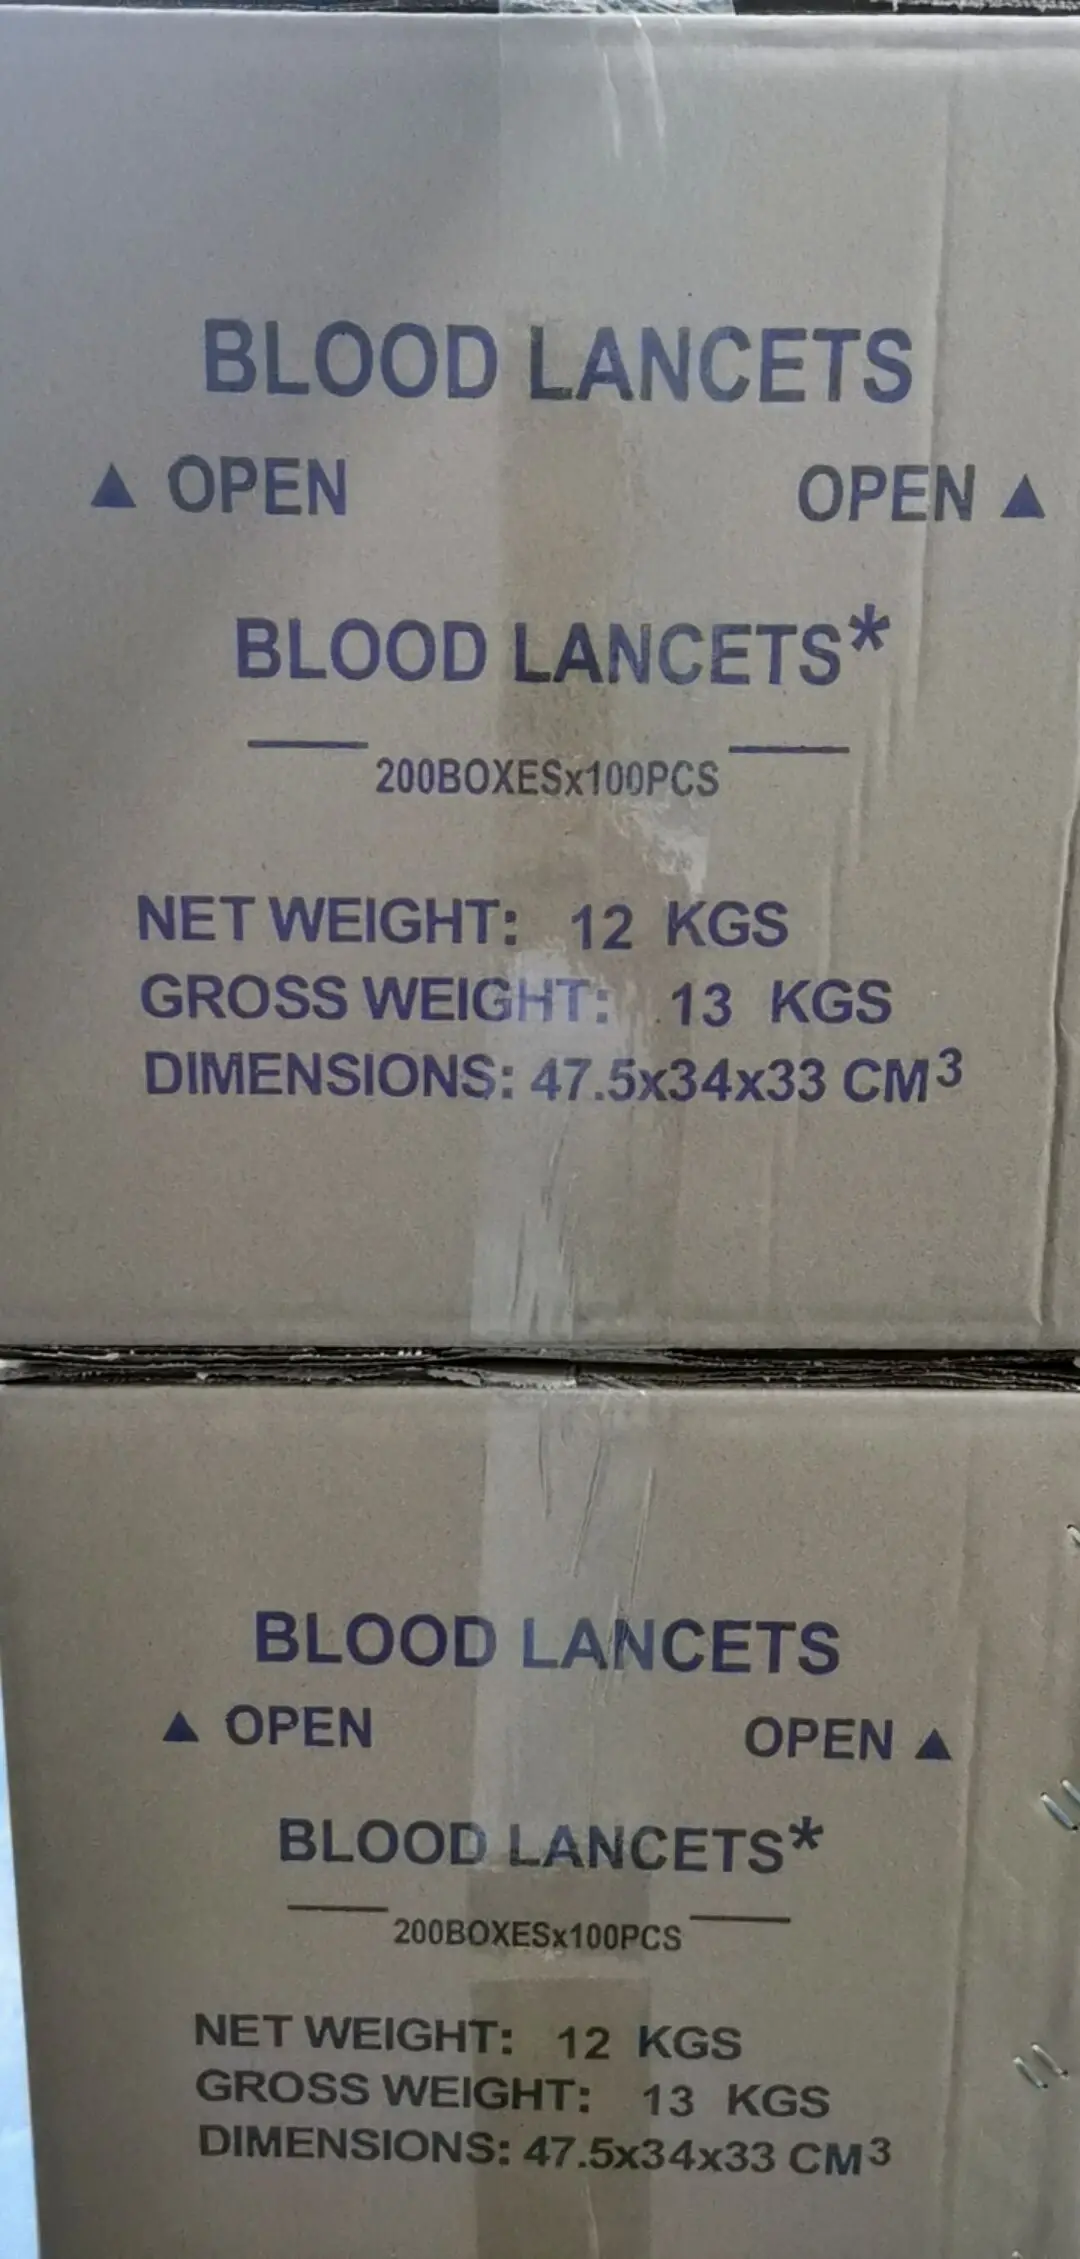 BLOOD LANCETS
▲ OPEN OPEN ▲
BLOOD LANCETS*
200BOXESx100PCS
NET WEIGHT: 12 KGS
GROSS WEIGHT: 13 KGS
DIMENSIONS: 47.5x34x33 CM³
BLOOD LANCETS
▲ OPEN OPEN ▲
BLOOD LANCETS*
200BOXESx100PCS
NET WEIGHT: 12 KGS
GROSS WEIGHT: 13 KGS
DIMENSIONS: 47.5x34x33 CM³